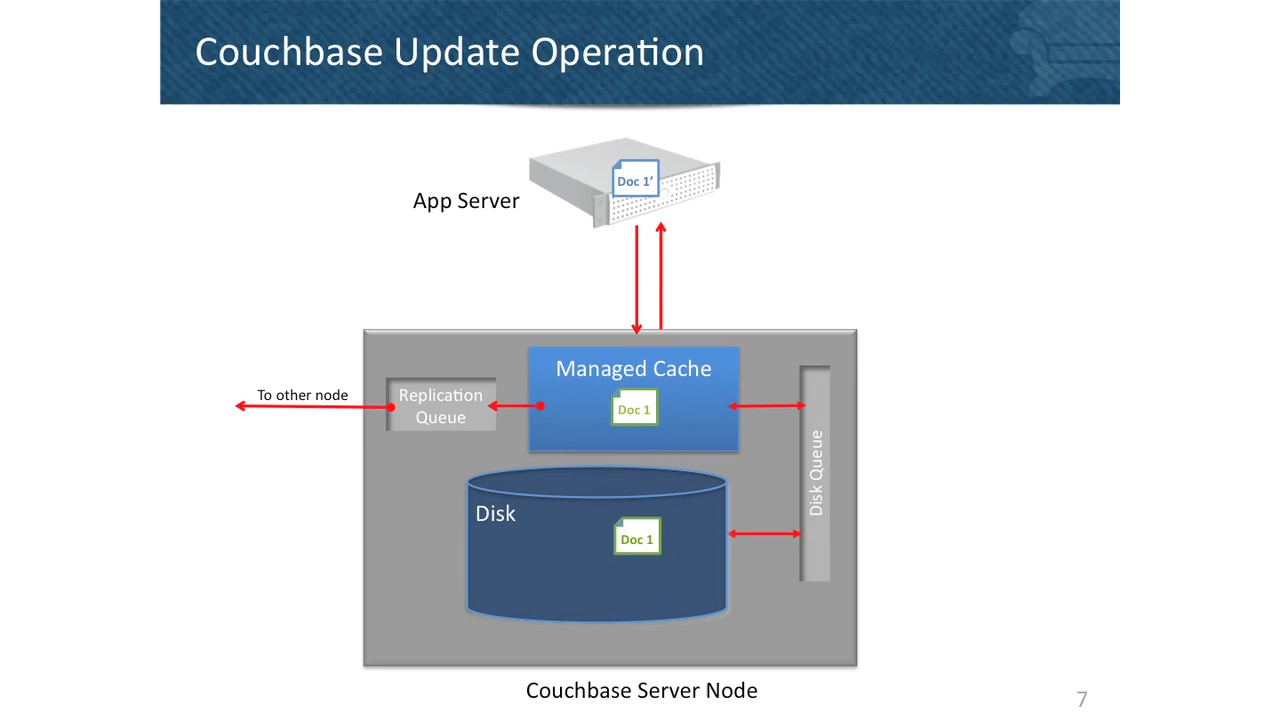 Couchbase Update Operation
Doc 1′
App Server
Managed Cache
To other node
Replication
Queue
Doc 1
Disk Queue
Disk
Doc 1
Couchbase Server Node
7